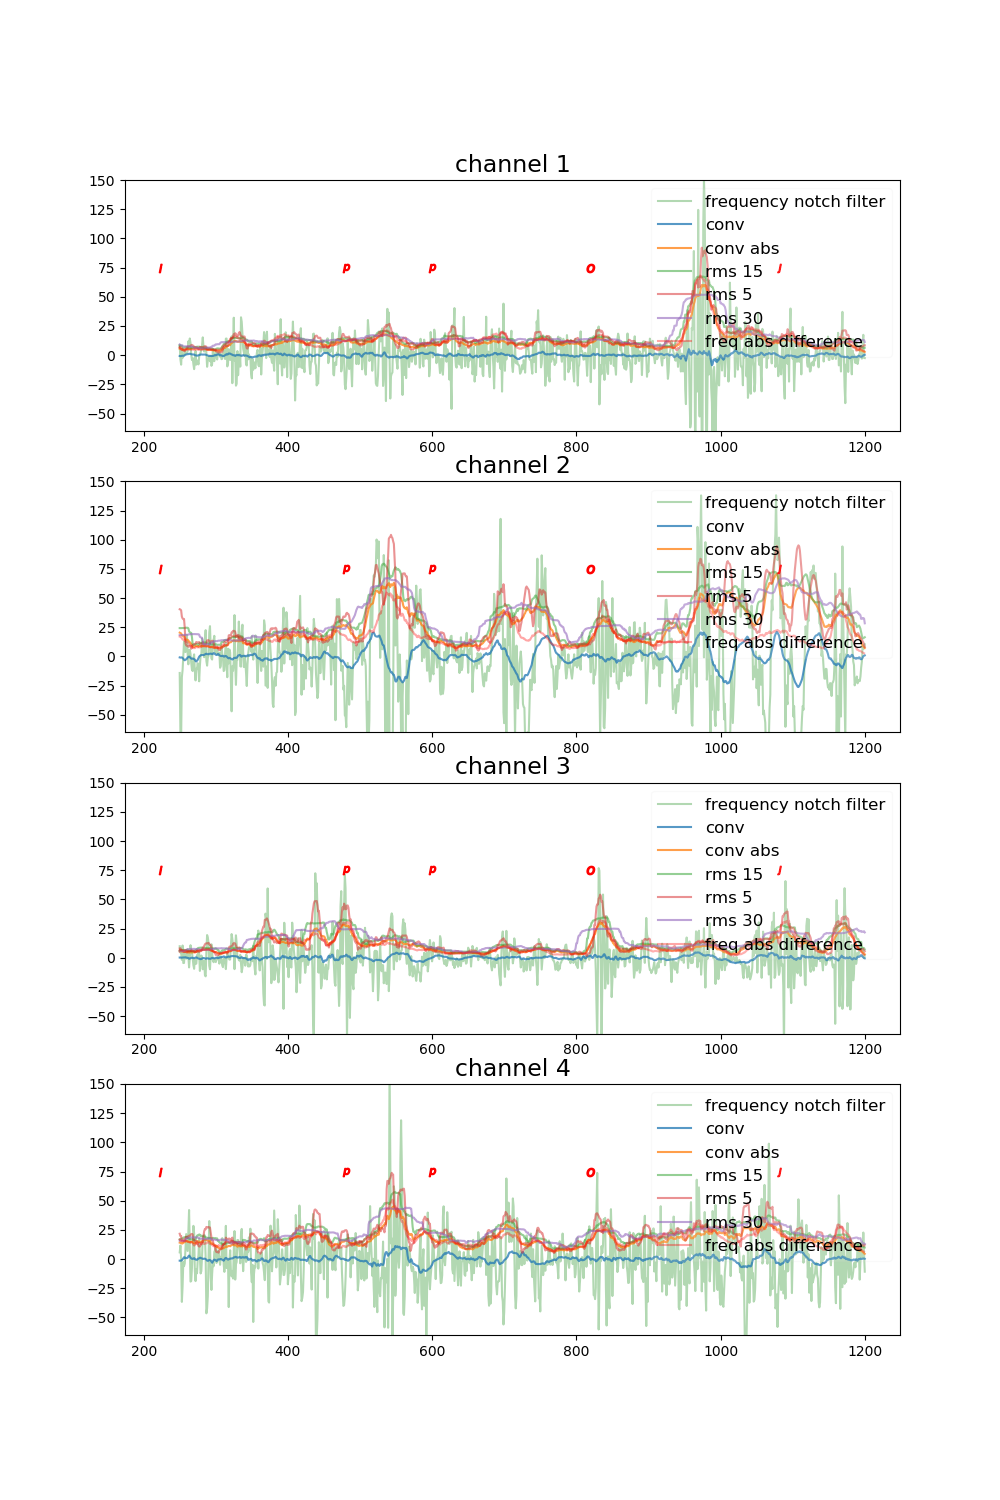 channel 1
150
125
100
75
50
25
0
−25
−50
frequency notch filter
conv
conv abs
rms 15
rms 5
rms 30
freq abs difference
I P P O J
200 400 600 800 1000 1200
channel 2
150
125
100
75
50
25
0
−25
−50
frequency notch filter
conv
conv abs
rms 15
rms 5
rms 30
freq abs difference
I P P O J
200 400 600 800 1000 1200
channel 3
150
125
100
75
50
25
0
−25
−50
frequency notch filter
conv
conv abs
rms 15
rms 5
rms 30
freq abs difference
I P P O J
200 400 600 800 1000 1200
channel 4
150
125
100
75
50
25
0
−25
−50
frequency notch filter
conv
conv abs
rms 15
rms 5
rms 30
freq abs difference
I P P O J
200 400 600 800 1000 1200